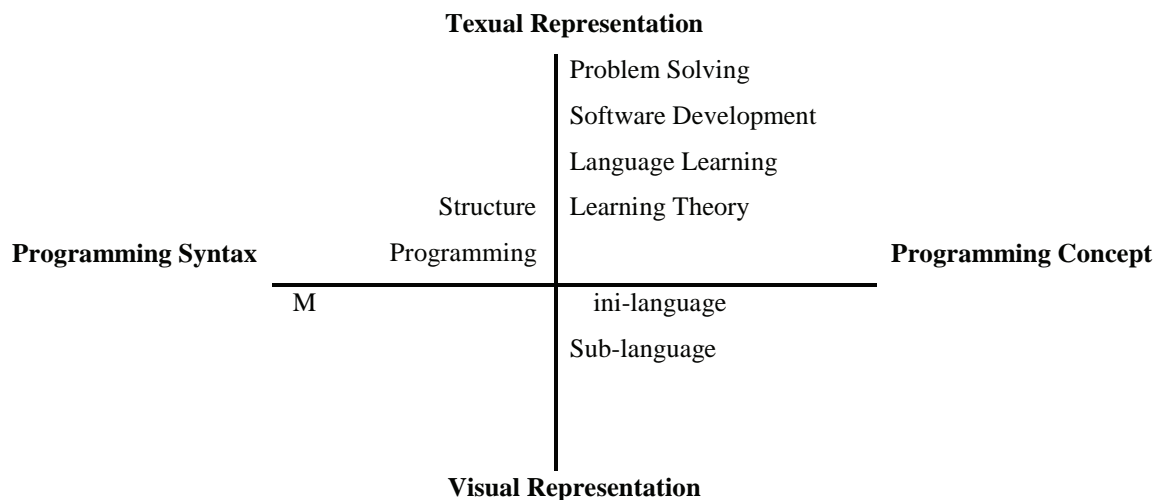 Texual Representation
Problem Solving
Software Development
Language Learning
Structure Learning Theory
Programming Syntax Programming Programming Concept
M ini-language
Sub-language
Visual Representation